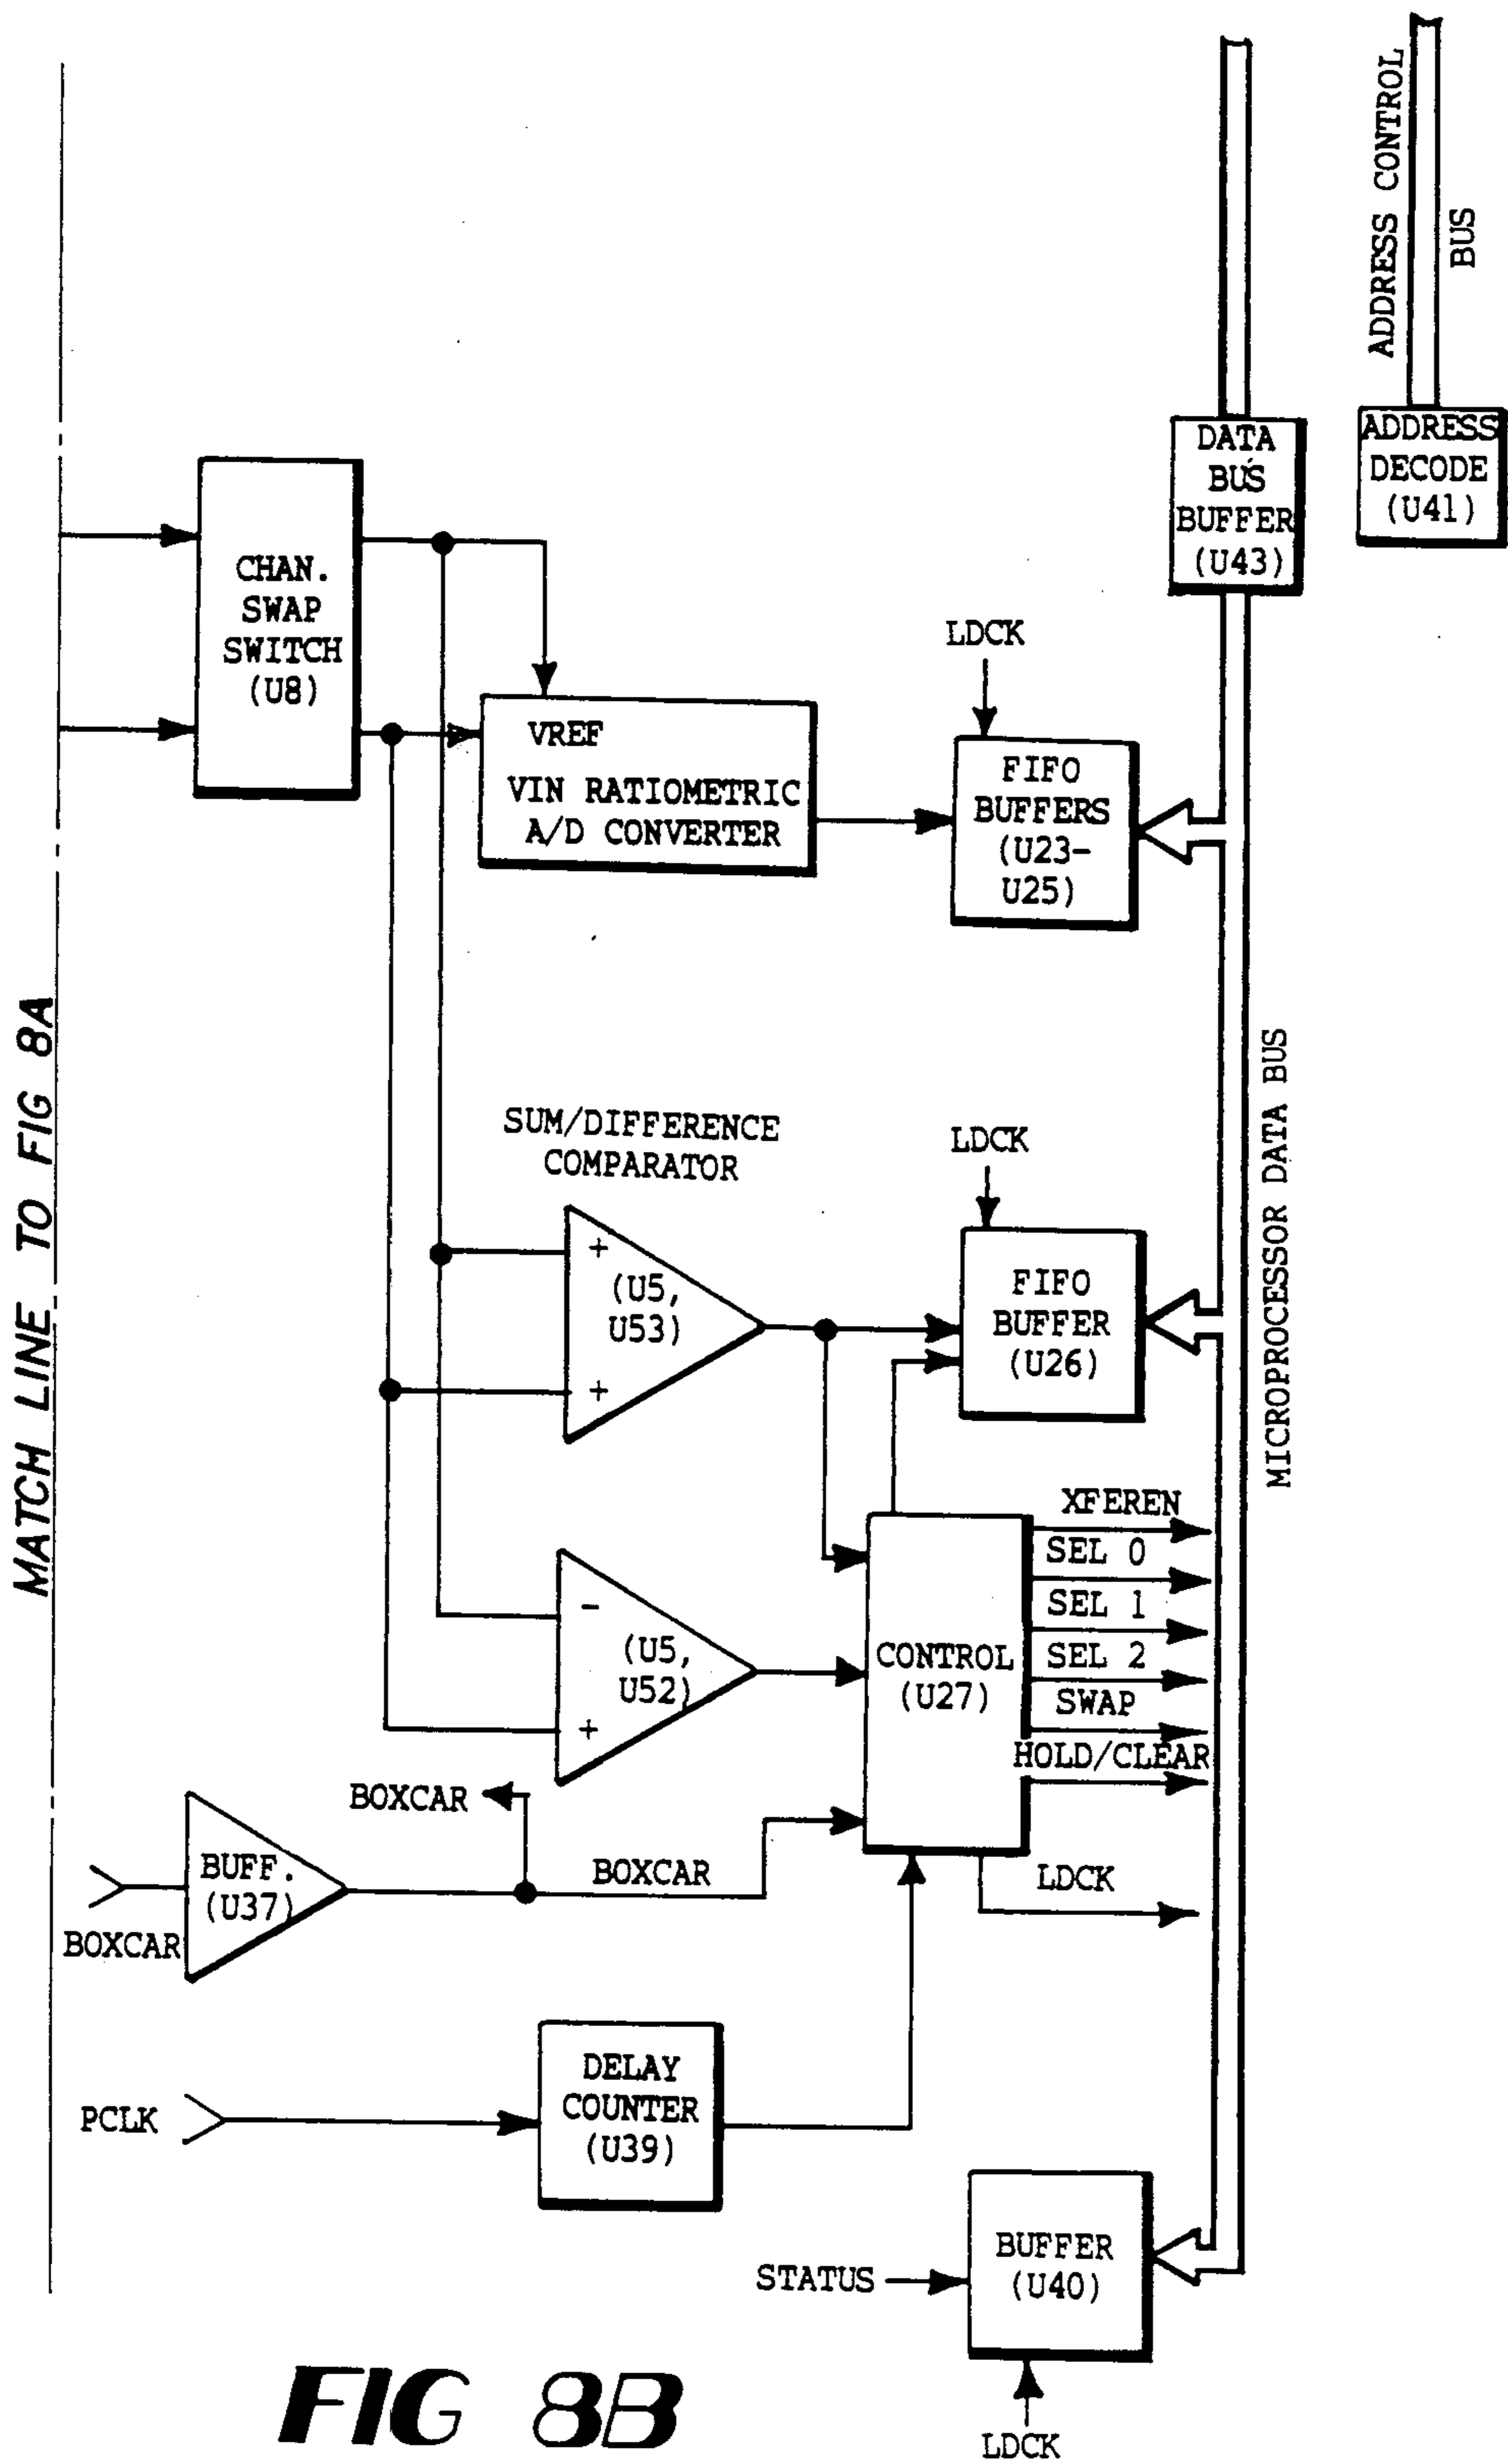 ADDRESS CONTROL
BUS
DATA
BUS
BUFFER
(U43)
ADDRESS
DECODE
(U41)
CHAN.
SWAP
SWITCH
(U8)
LDCK
VREF
VIN RATIOMETRIC
A/D CONVERTER
FIFO
BUFFERS
(U23-
U25)
MATCH LINE TO FIG 8A
MICROPROCESSOR DATA BUS
SUM/DIFFERENCE
COMPARATOR
LDCK
+
(U5,
U53)
+
FIFO
BUFFER
(U26)
XFEREN
SEL 0
SEL 1
SEL 2
SWAP
HOLD/CLEAR
-
(U5,
U52)
+
CONTROL
(U27)
BOXCAR
BUFF.
(U37)
BOXCAR
BOXCAR
LDCK
PCLK
DELAY
COUNTER
(U39)
STATUS
BUFFER
(U40)
LDCK
FIG 8B